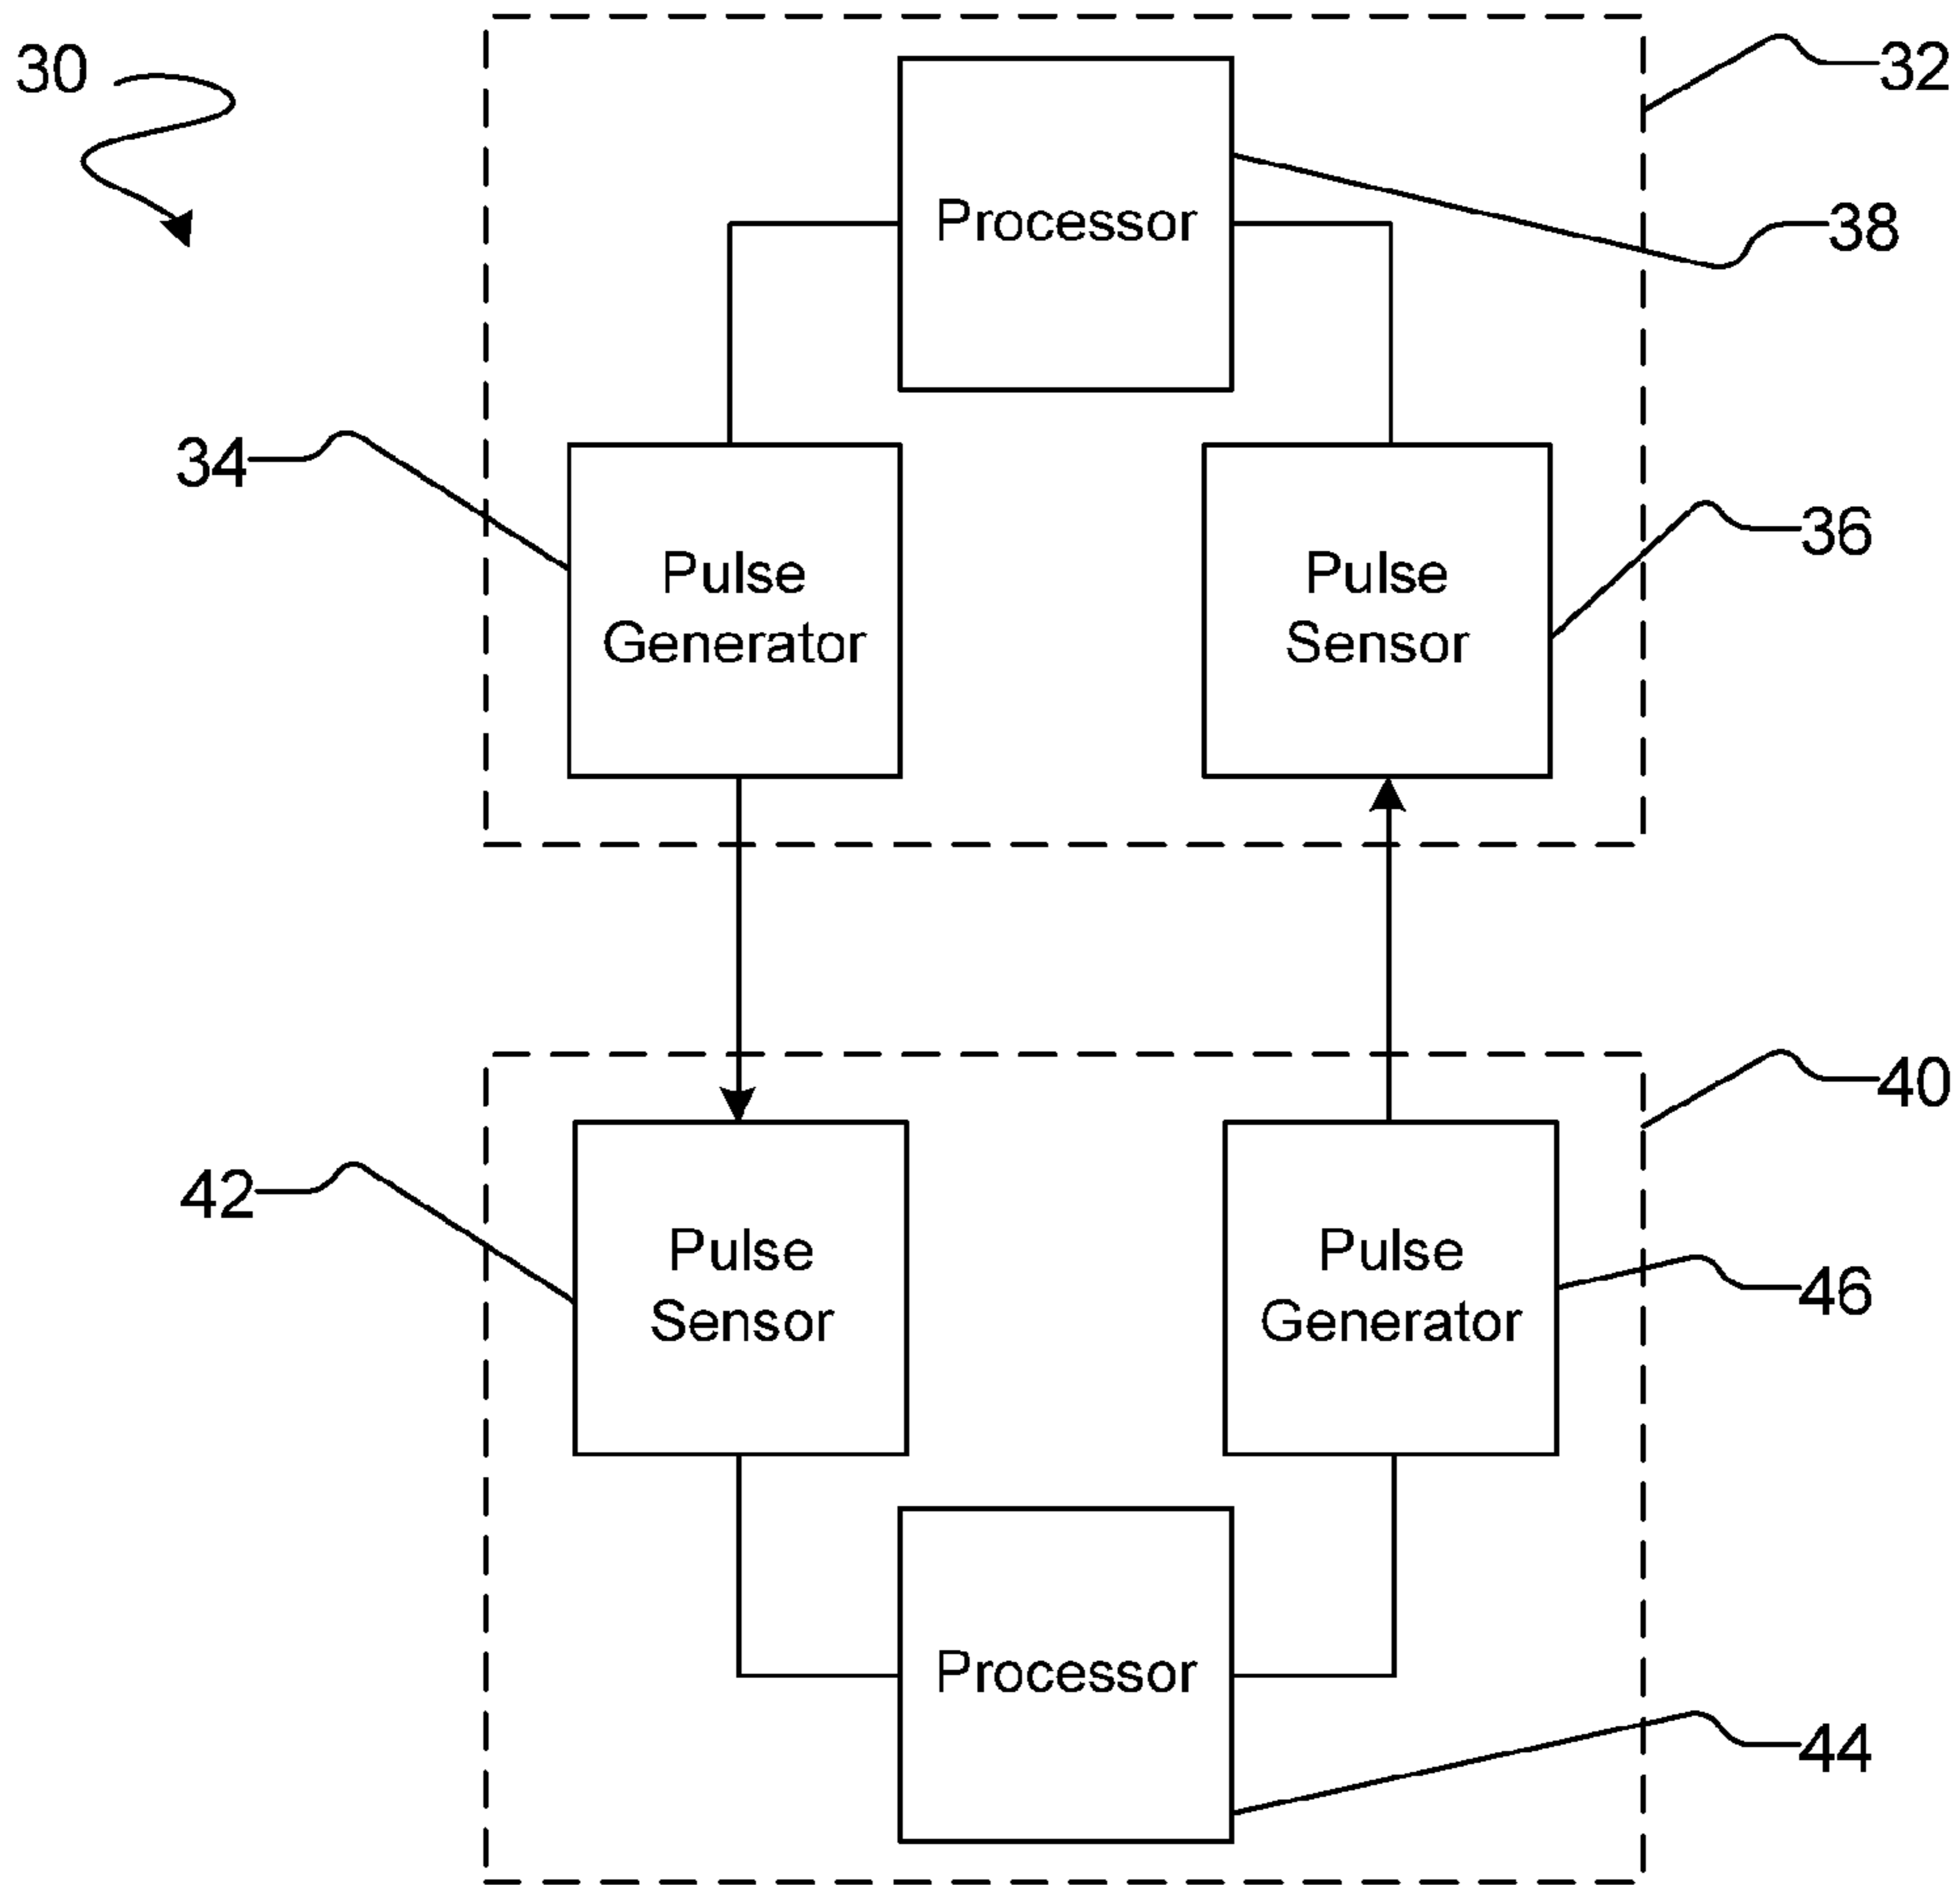 30
32
Processor
38
34
Pulse
Generator
Pulse
Sensor
36
40
42
Pulse
Sensor
Pulse
Generator
46
Processor
44